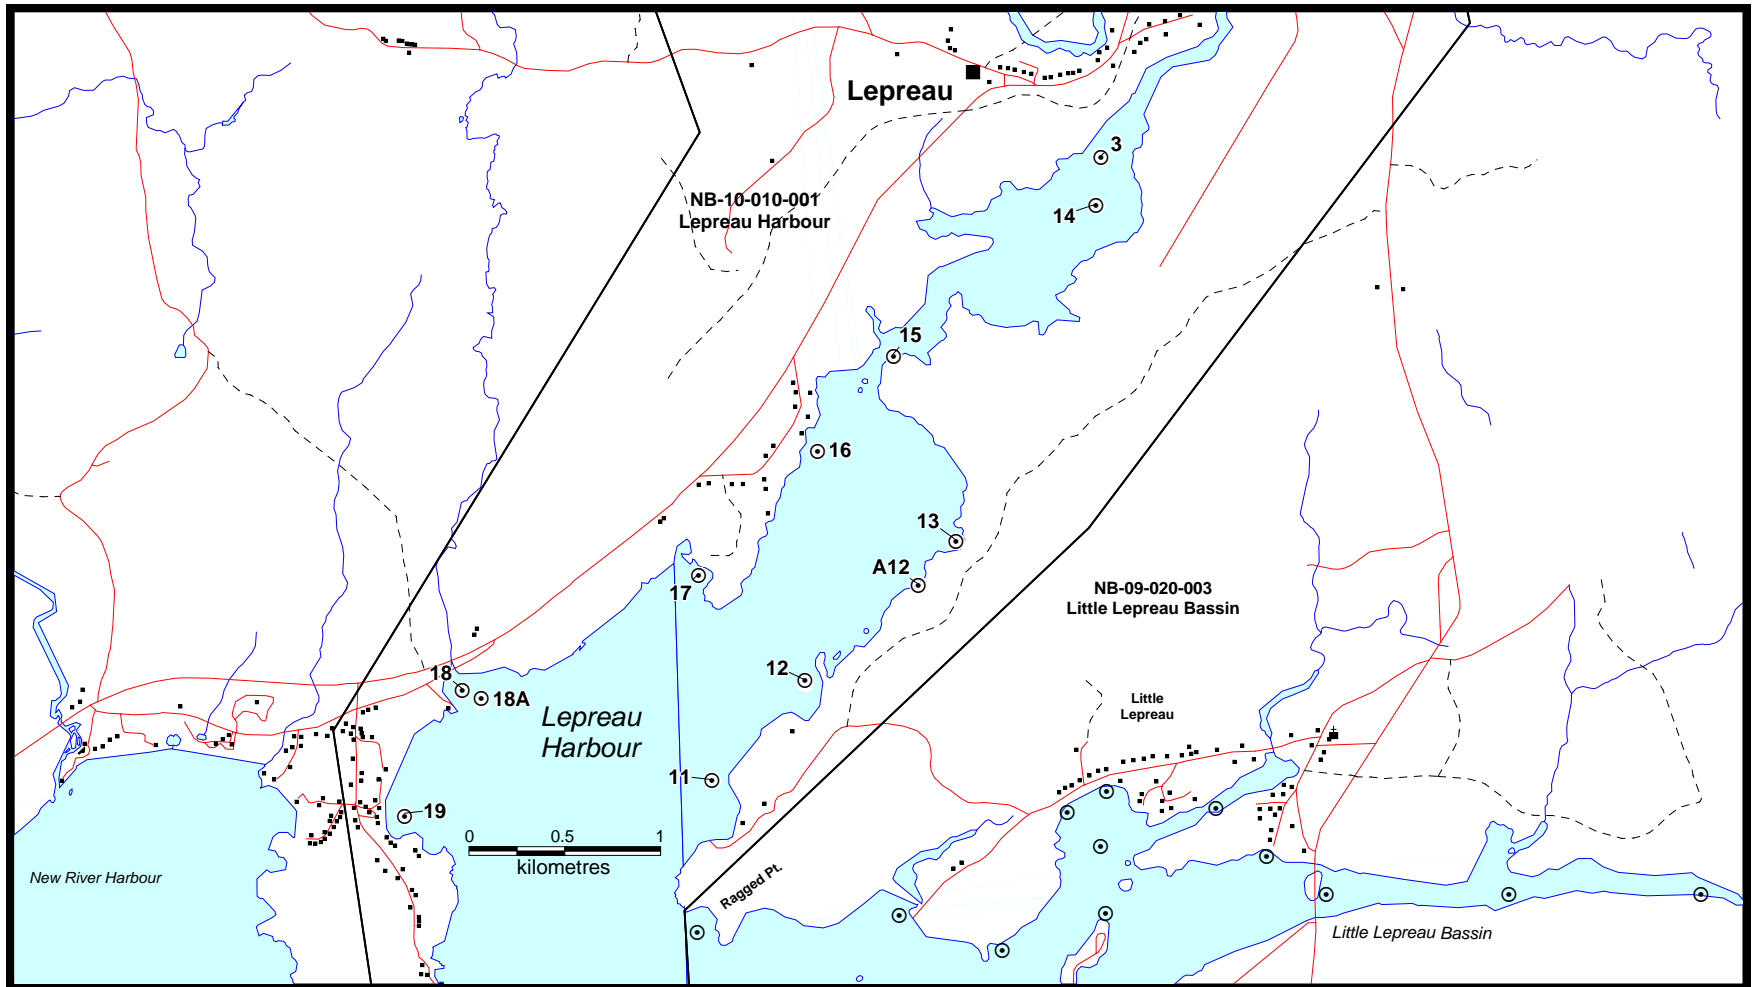 Lepreau
3
NB-10-010-001
Lepreau Harbour
14
15
16
13
A12
17
NB-09-020-003
Little Lepreau Bassin
12
18
18A
Little
Lepreau
Lepreau
Harbour
11
19
0 0.5 1
kilometres
New River Harbour
Ragged Pt.
Little Lepreau Bassin